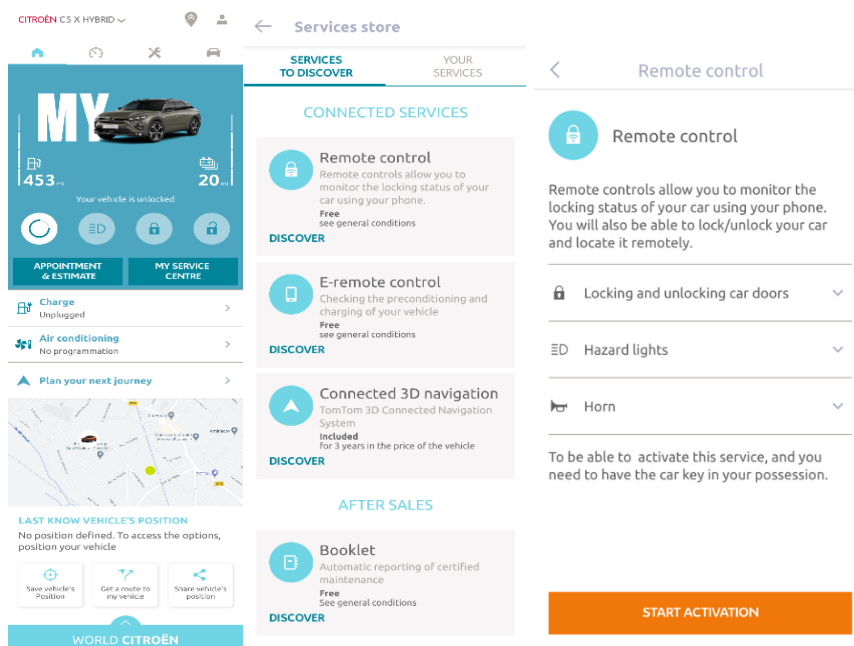 CITROËN C5 X HYBRID
MY
453 mi
20 mi
Your vehicle is unlocked
APPOINTMENT
& ESTIMATE
MY SERVICE
CENTRE
Charge
Unplugged
Air conditioning
No programmation
Plan your next journey
LAST KNOW VEHICLE'S POSITION
No position defined. To access the options,
position your vehicle
Save vehicle's
Position
Get a route to
my vehicle
Share vehicle's
position
WORLD CITROËN
Services store
SERVICES
TO DISCOVER
YOUR
SERVICES
CONNECTED SERVICES
Remote control
Remote controls allow you to
monitor the locking status of your
car using your phone.
Free
see general conditions
DISCOVER
E-remote control
Checking the preconditioning and
charging of your vehicle
Free
see general conditions
DISCOVER
Connected 3D navigation
TomTom 3D Connected Navigation
System
Included
for 3 years in the price of the vehicle
DISCOVER
AFTER SALES
Booklet
Automatic reporting of certified
maintenance
Free
See general conditions
DISCOVER
Remote control
Remote control
Remote controls allow you to monitor the
locking status of your car using your phone.
You will also be able to lock/unlock your car
and locate it remotely.
Locking and unlocking car doors
Hazard lights
Horn
To be able to activate this service, and you
need to have the car key in your possession.
START ACTIVATION